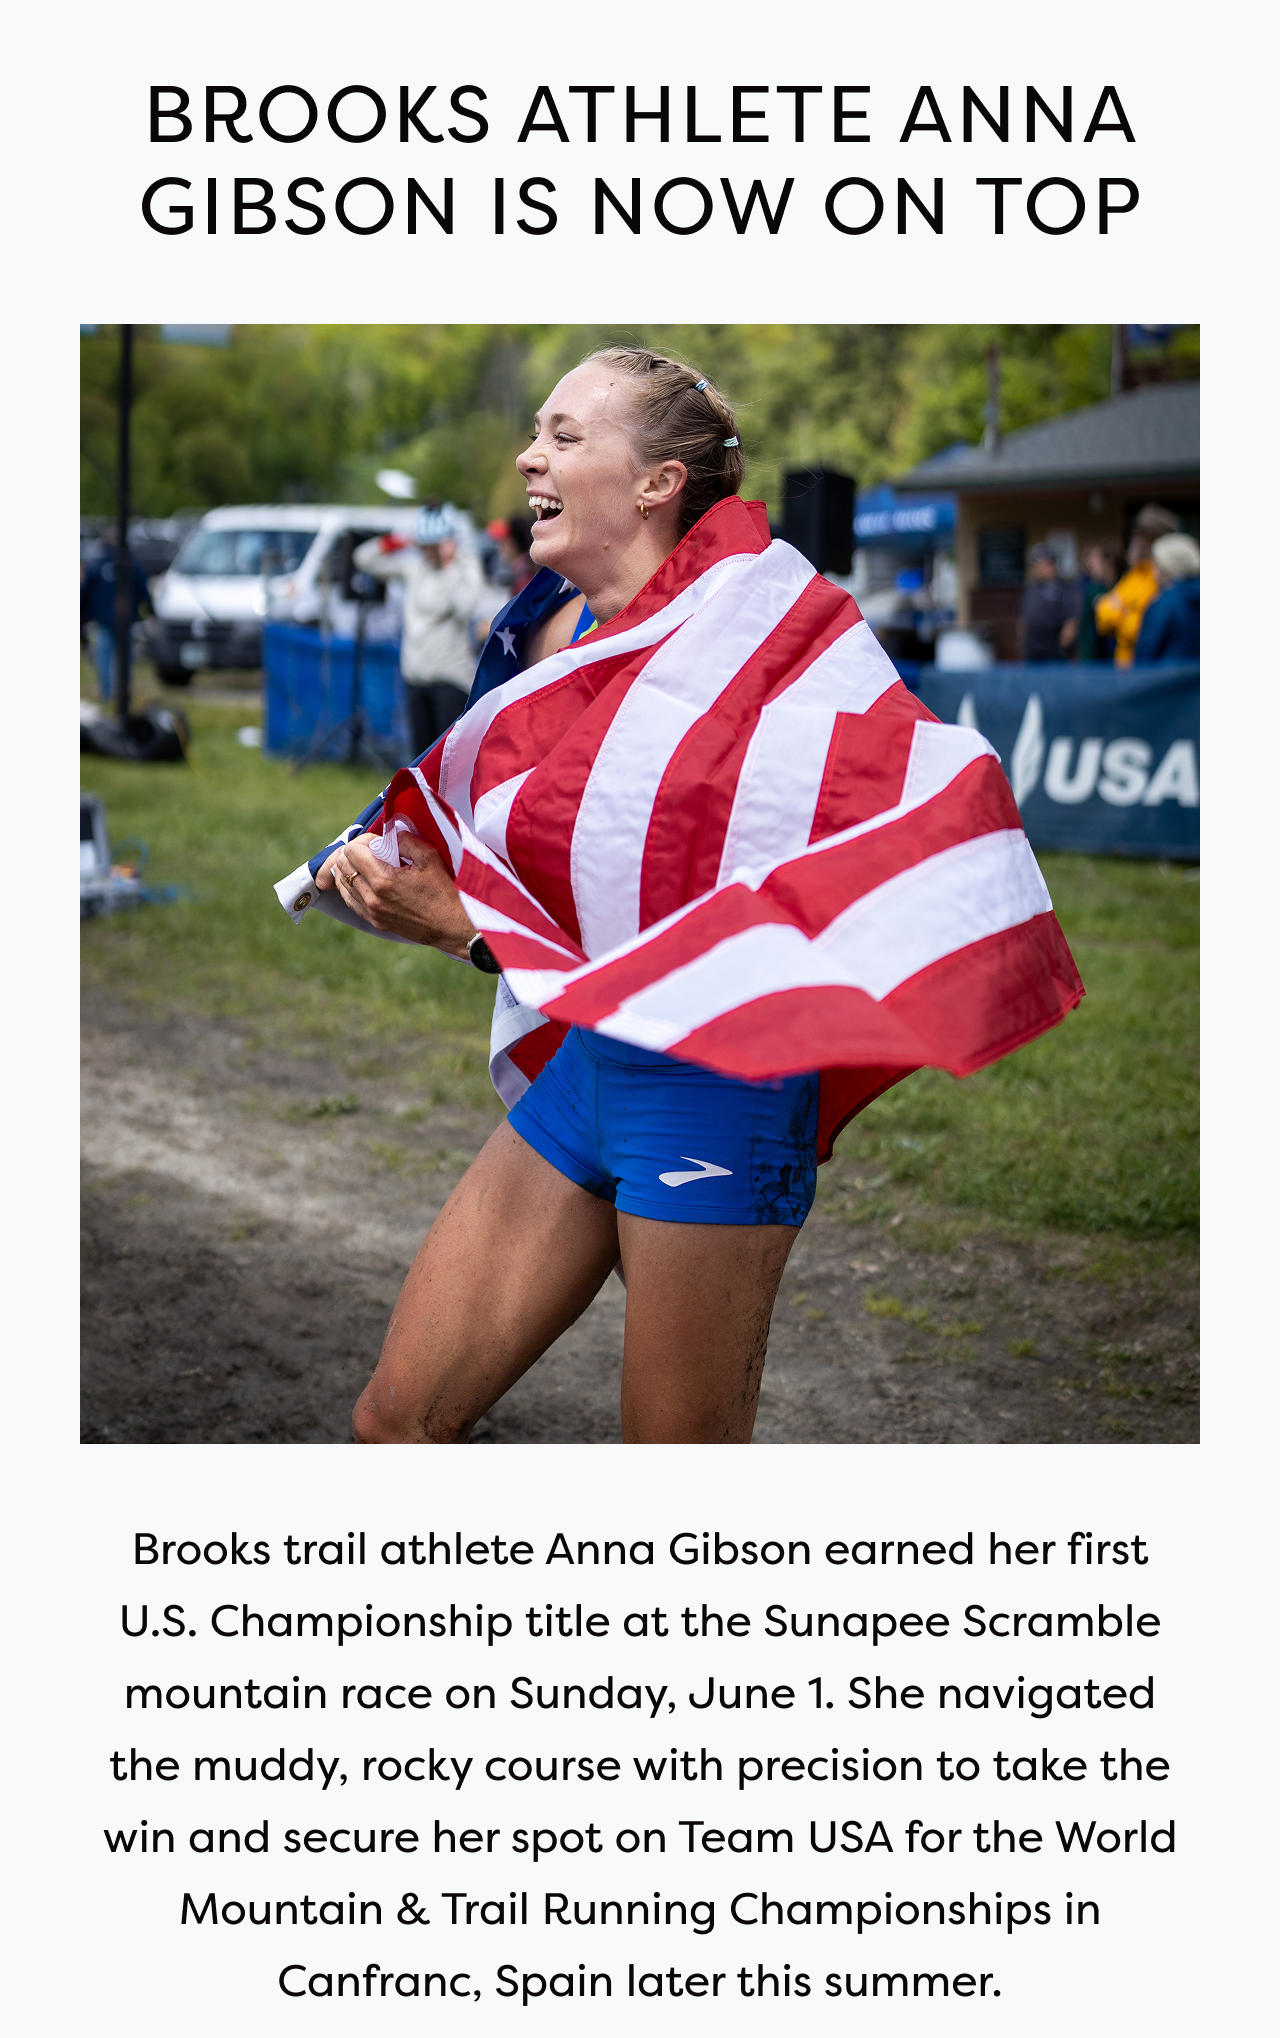 BROOKS ATHLETE ANNA
GIBSON IS NOW ON TOP
USA
Brooks trail athlete Anna Gibson earned her first
U.S. Championship title at the Sunapee Scramble
mountain race on Sunday, June 1. She navigated
the muddy, rocky course with precision to take the
win and secure her spot on Team USA for the World
Mountain & Trail Running Championships in
Canfranc, Spain later this summer.